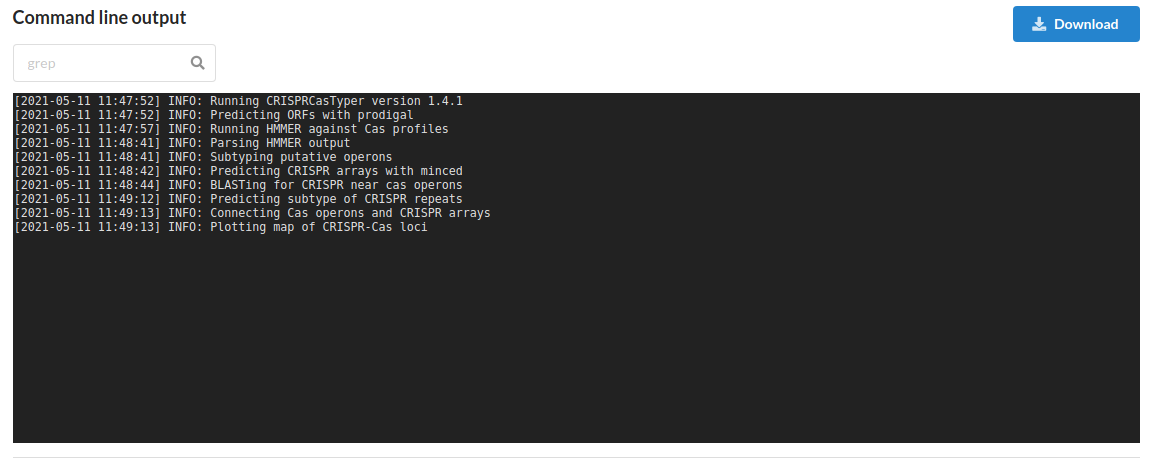 Command line output
Download
grep
[2021-05-11 11:47:52] INFO: Running CRISPRCasTyper version 1.4.1
[2021-05-11 11:47:52] INFO: Predicting ORFs with prodigal
[2021-05-11 11:47:57] INFO: Running HMMER against Cas profiles
[2021-05-11 11:48:41] INFO: Parsing HMMER output
[2021-05-11 11:48:41] INFO: Subtyping putative operons
[2021-05-11 11:48:42] INFO: Predicting CRISPR arrays with minced
[2021-05-11 11:48:44] INFO: BLASTing for CRISPR near cas operons
[2021-05-11 11:49:12] INFO: Predicting subtype of CRISPR repeats
[2021-05-11 11:49:13] INFO: Connecting Cas operons and CRISPR arrays
[2021-05-11 11:49:13] INFO: Plotting map of CRISPR-Cas loci